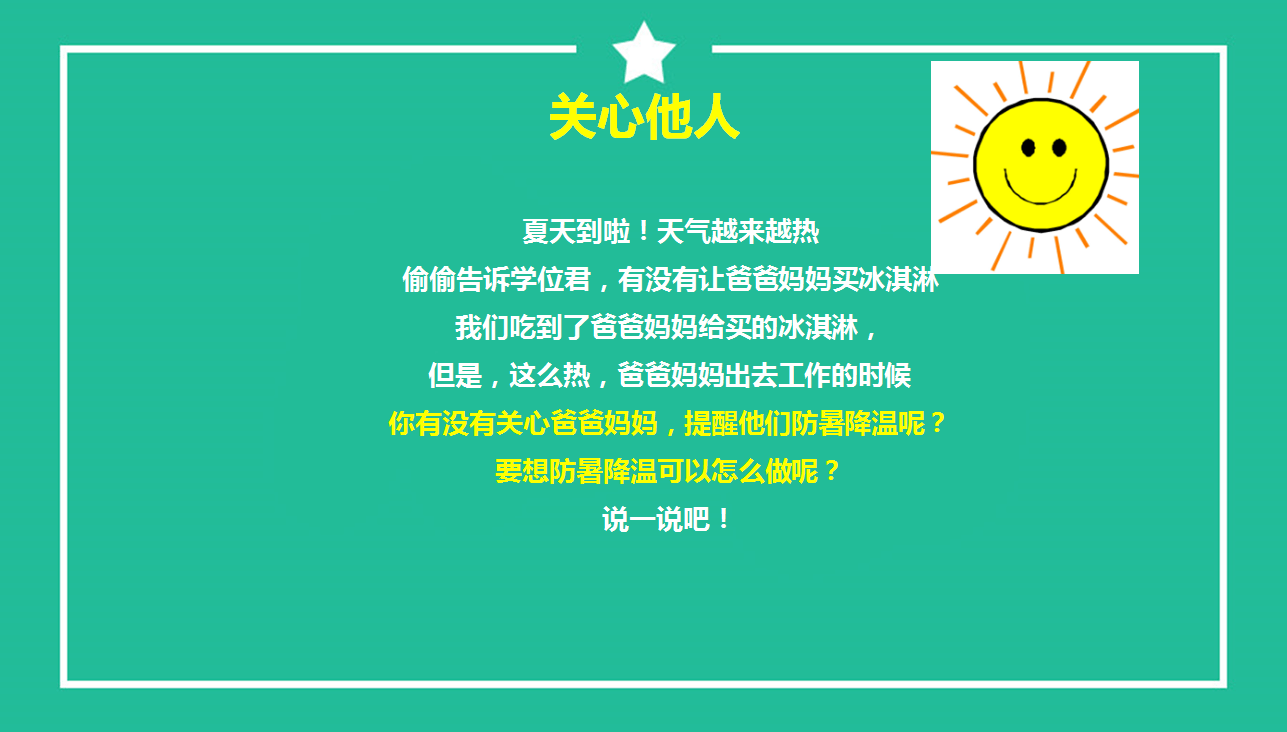 关心他人
夏天到啦！天气越来越热
偷偷告诉学位君，有没有让爸爸妈妈买冰淇淋
我们吃到了爸爸妈妈给买的冰淇淋，
但是，这么热，爸爸妈妈出去工作的时候
你有没有关心爸爸妈妈，提醒他们防暑降温呢？
要想防暑降温可以怎么做呢？
说一说吧！